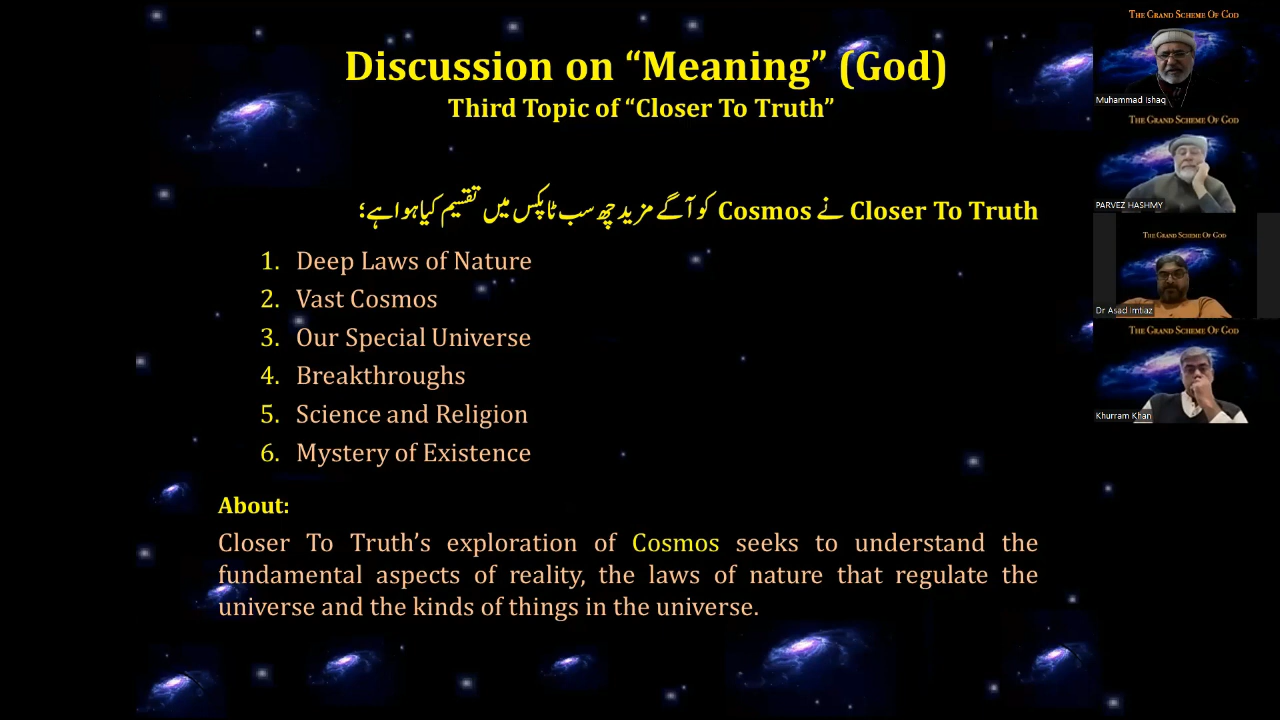 Discussion on “Meaning” (God)
Third Topic of “Closer To Truth”
Closer To Truth نے Cosmos کو آگے مزید چھ سب ٹاپکس میں تقسیم کیا ہوا ہے؛
1. Deep Laws of Nature
2. Vast Cosmos
3. Our Special Universe
4. Breakthroughs
5. Science and Religion
6. Mystery of Existence
About:
Closer To Truth’s exploration of Cosmos seeks to understand the
fundamental aspects of reality, the laws of nature that regulate the
universe and the kinds of things in the universe.
THE GRAND SCHEME OF GOD
Muhammad Ishaq
THE GRAND SCHEME OF GOD
PARVEZ HASHMY
THE GRAND SCHEME OF GOD
Dr Asad Imtiaz
THE GRAND SCHEME OF GOD
Khurram Khan